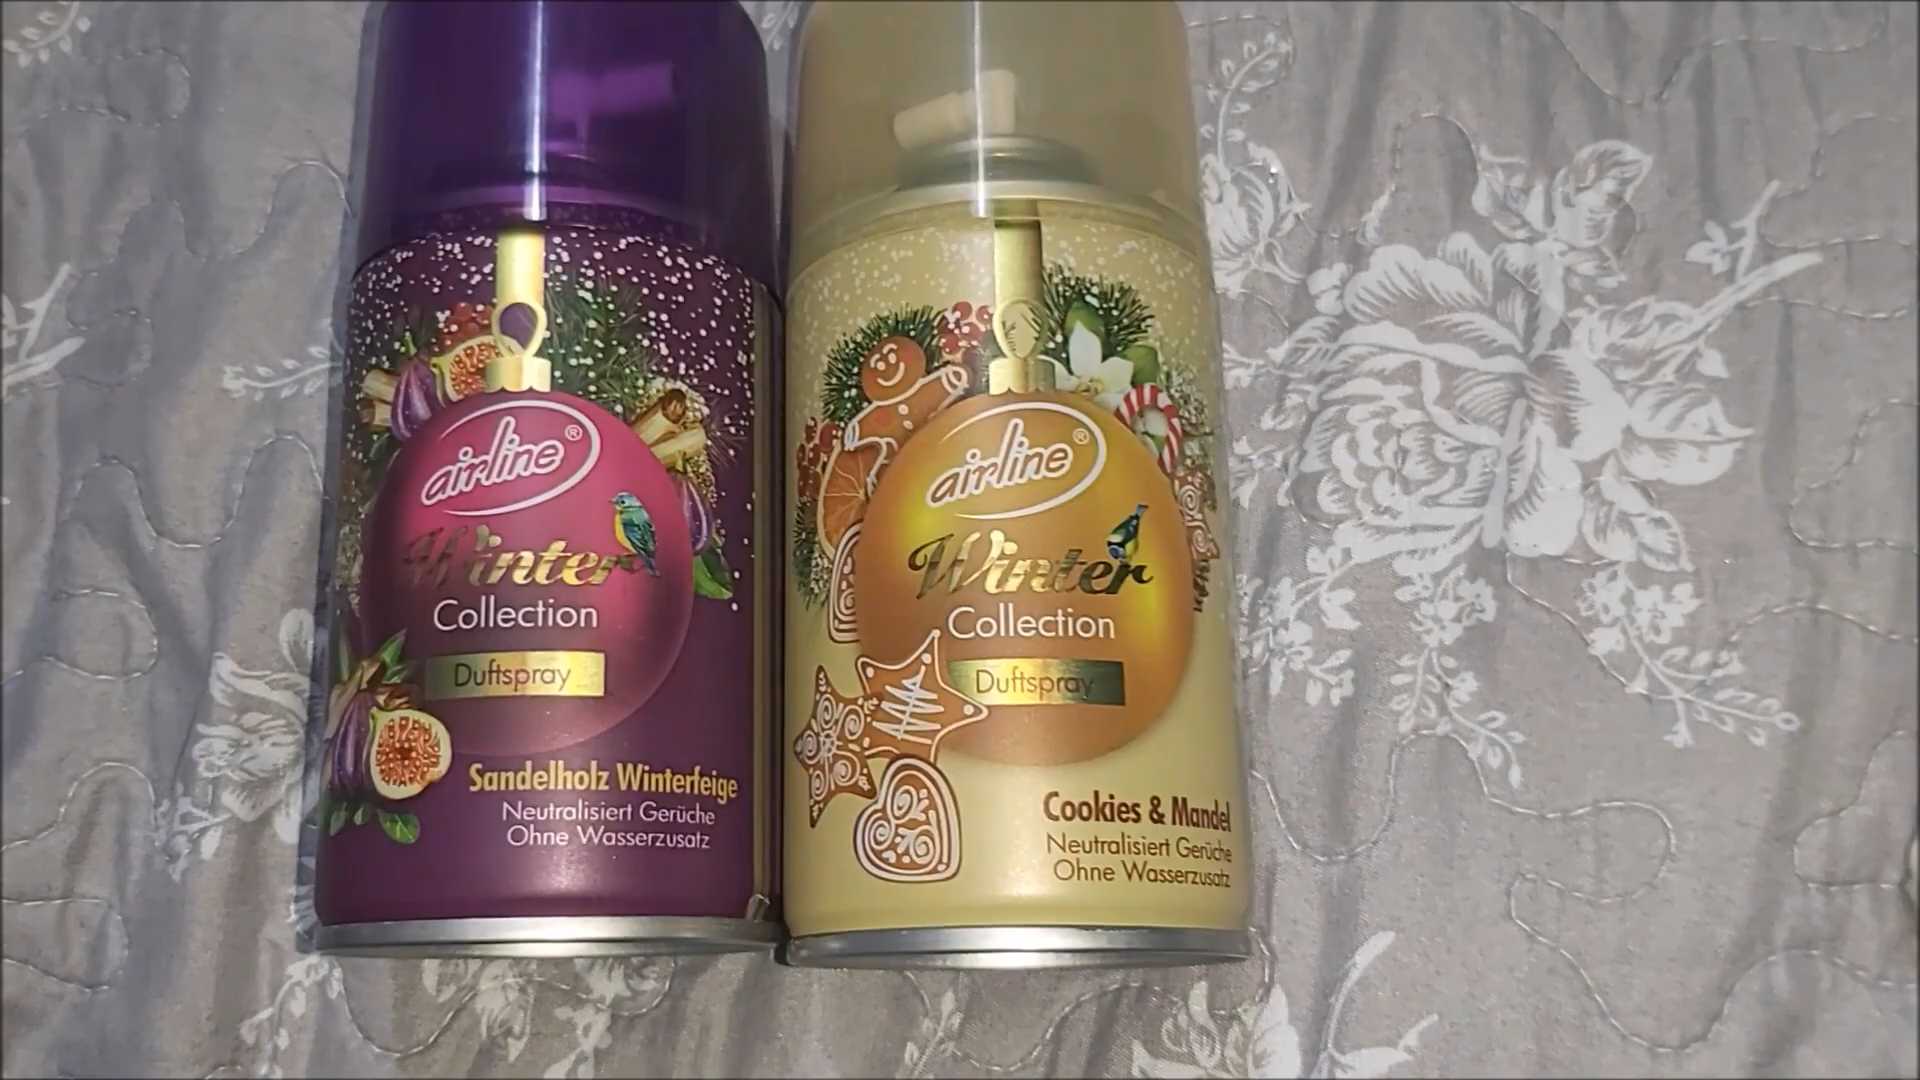 airline®
Winter
Collection
Duftspray
Sandelholz Winterfeige
Neutralisiert Gerüche
Ohne Wasserzusatz
airline®
Winter
Collection
Duftspray
Cookies & Mandel
Neutralisiert Gerüche
Ohne Wasserzusatz